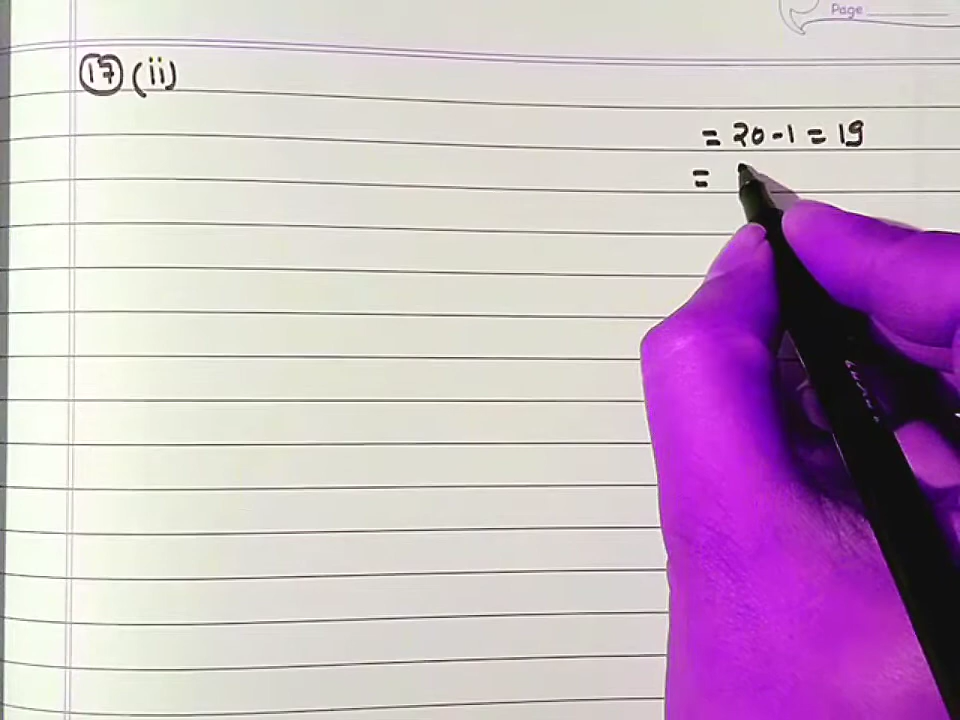 Page
17 (ii)
= 20-1 = 19
=